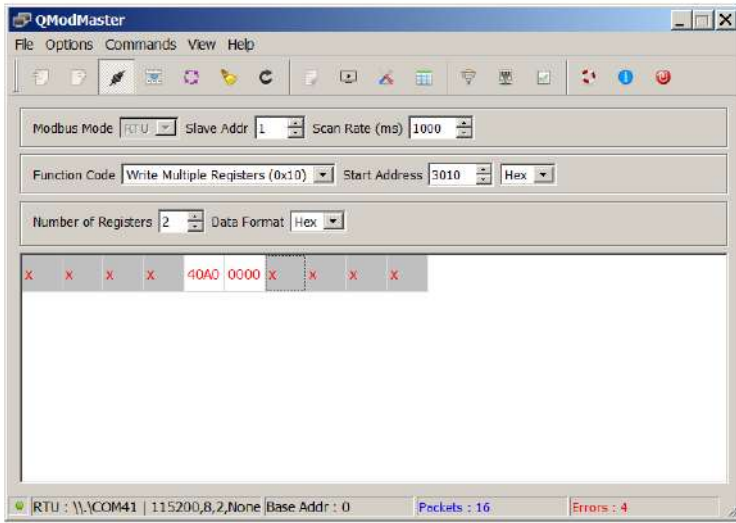 QModMaster
File Options Commands View Help
Modbus Mode RTU Slave Addr 1 Scan Rate (ms) 1000
Function Code Write Multiple Registers (0x10) Start Address 3010 Hex
Number of Registers 2 Data Format Hex
x x x x 40A0 0000 x x x x
RTU : \\.\COM41 | 115200,8,2,None Base Addr : 0 Packets : 16 Errors : 4